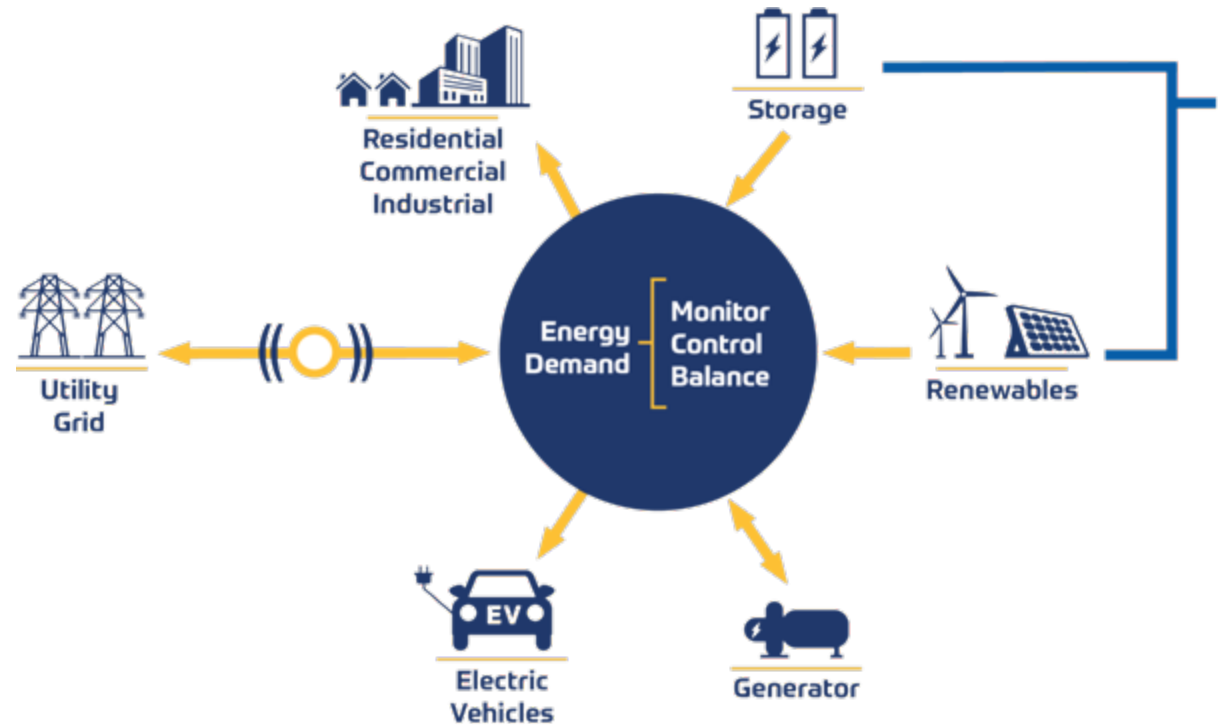 Residential
Commercial
Industrial
Storage
Utility
Grid
Energy
Demand
Monitor
Control
Balance
Renewables
EV
Electric
Vehicles
Generator